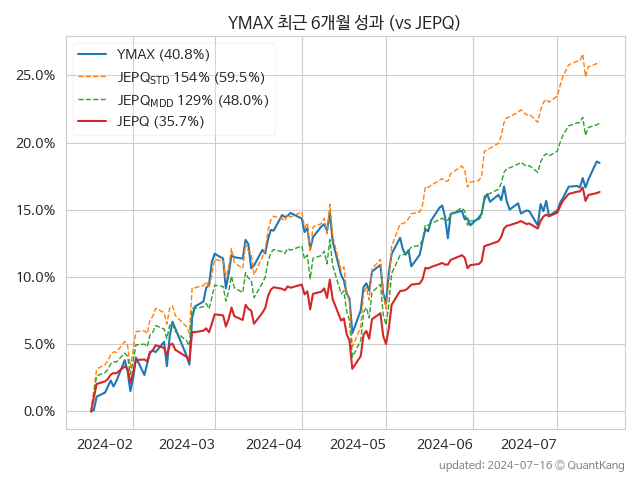 YMAX 최근 6개월 성과 (vs JEPQ)
YMAX (40.8%)
JEPQSTD 154% (59.5%)
JEPQMDD 129% (48.0%)
JEPQ (35.7%)
25.0%
20.0%
15.0%
10.0%
5.0%
0.0%
2024-02 2024-03 2024-04 2024-05 2024-06 2024-07
updated: 2024-07-16 © QuantKang